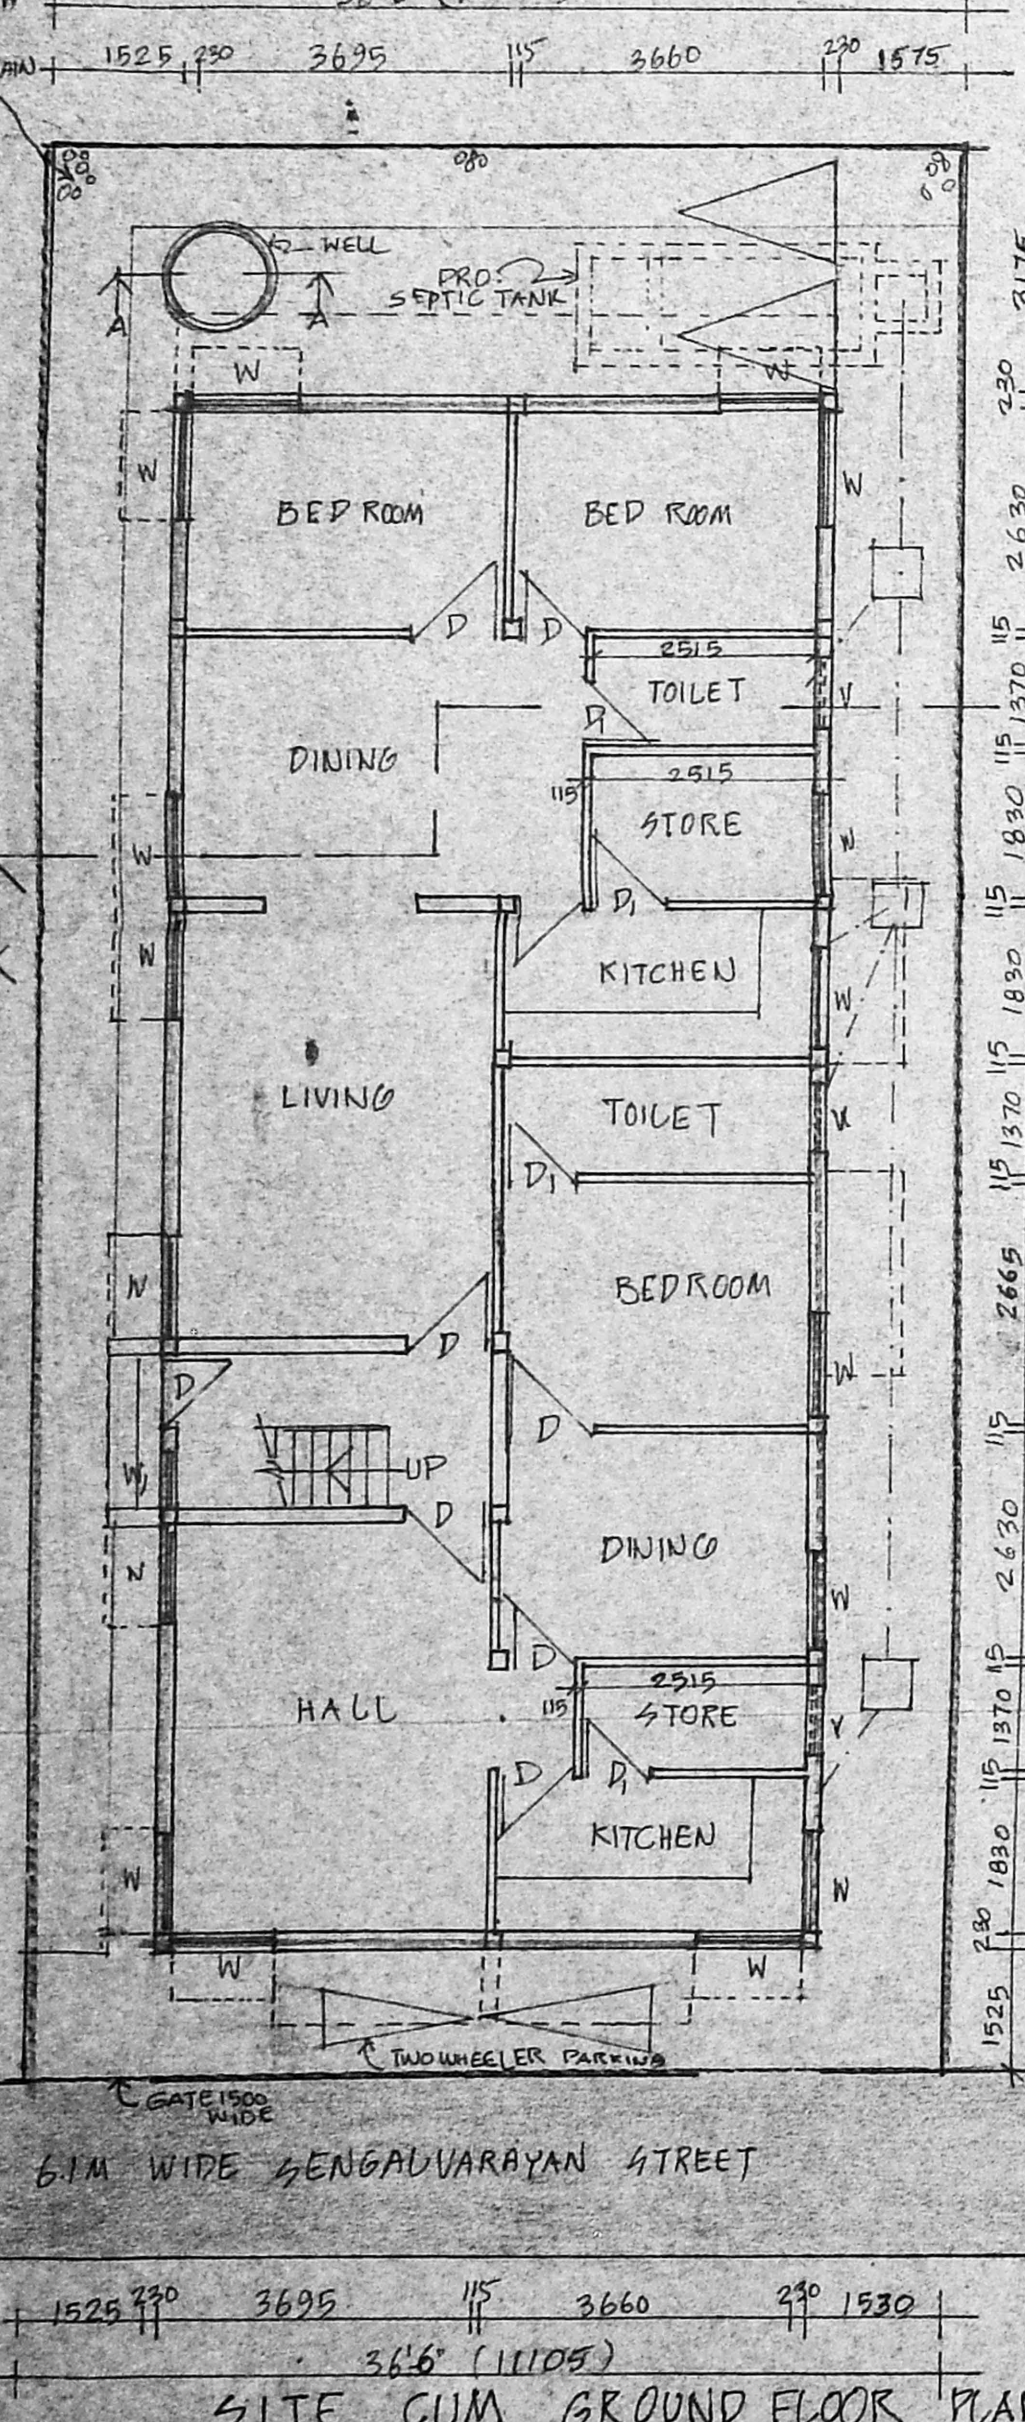 AIN
1525 230 3695 115 3660 230 1575
WELL
PRO.
SEPTIC TANK
A A
W W
W W
BED ROOM BED ROOM
D D
2515
TOILET V
D1
DINING
2515
115
STORE
W W
D1
W
KITCHEN
W
LIVING
TOILET V
D1
BEDROOM
W
D
W
D
D
UP
W1
D
W
DINING
W
D
2515
HALL 115 STORE V
D D1
KITCHEN
W W
W W
TWO WHEELER PARKING
GATE 1500
WIDE
3175
230
2630
115
1370
115
1830
115
1830
115
1370
115
2665
115
2630
115
1370
115
1830
230
1525
6.1M WIDE SENGALUVARAYAN STREET
1525 230 3695 115 3660 230 1530
36'6" (11105)
SITE CUM GROUND FLOOR PLA